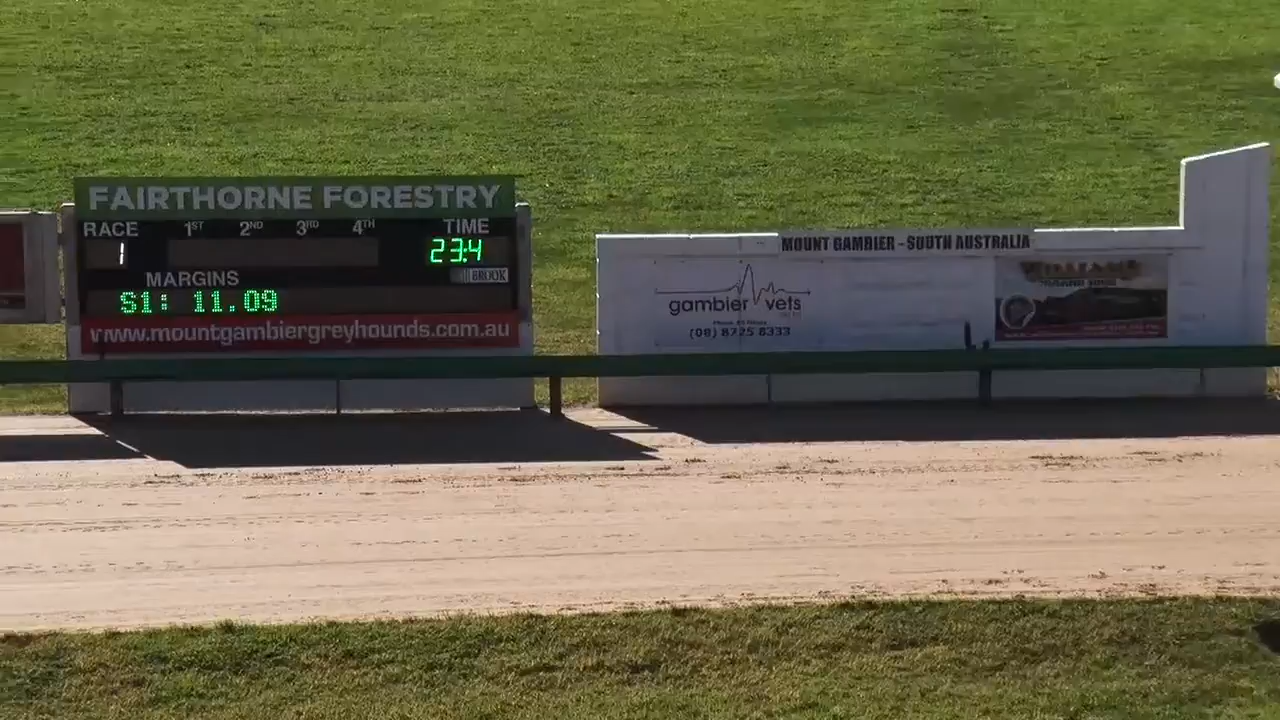 FAIRTHORNE FORESTRY
RACE 1ST 2ND 3RD 4TH TIME
1 23.4
MARGINS
BROOK
S1: 11.09
www.mountgambiergreyhounds.com.au
MOUNT GAMBIER - SOUTH AUSTRALIA
gambier vets
(08) 8725 8333